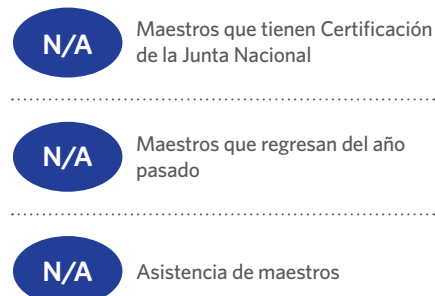 N/A
Maestros que tienen Certificación
de la Junta Nacional
N/A
Maestros que regresan del año
pasado
N/A
Asistencia de maestros